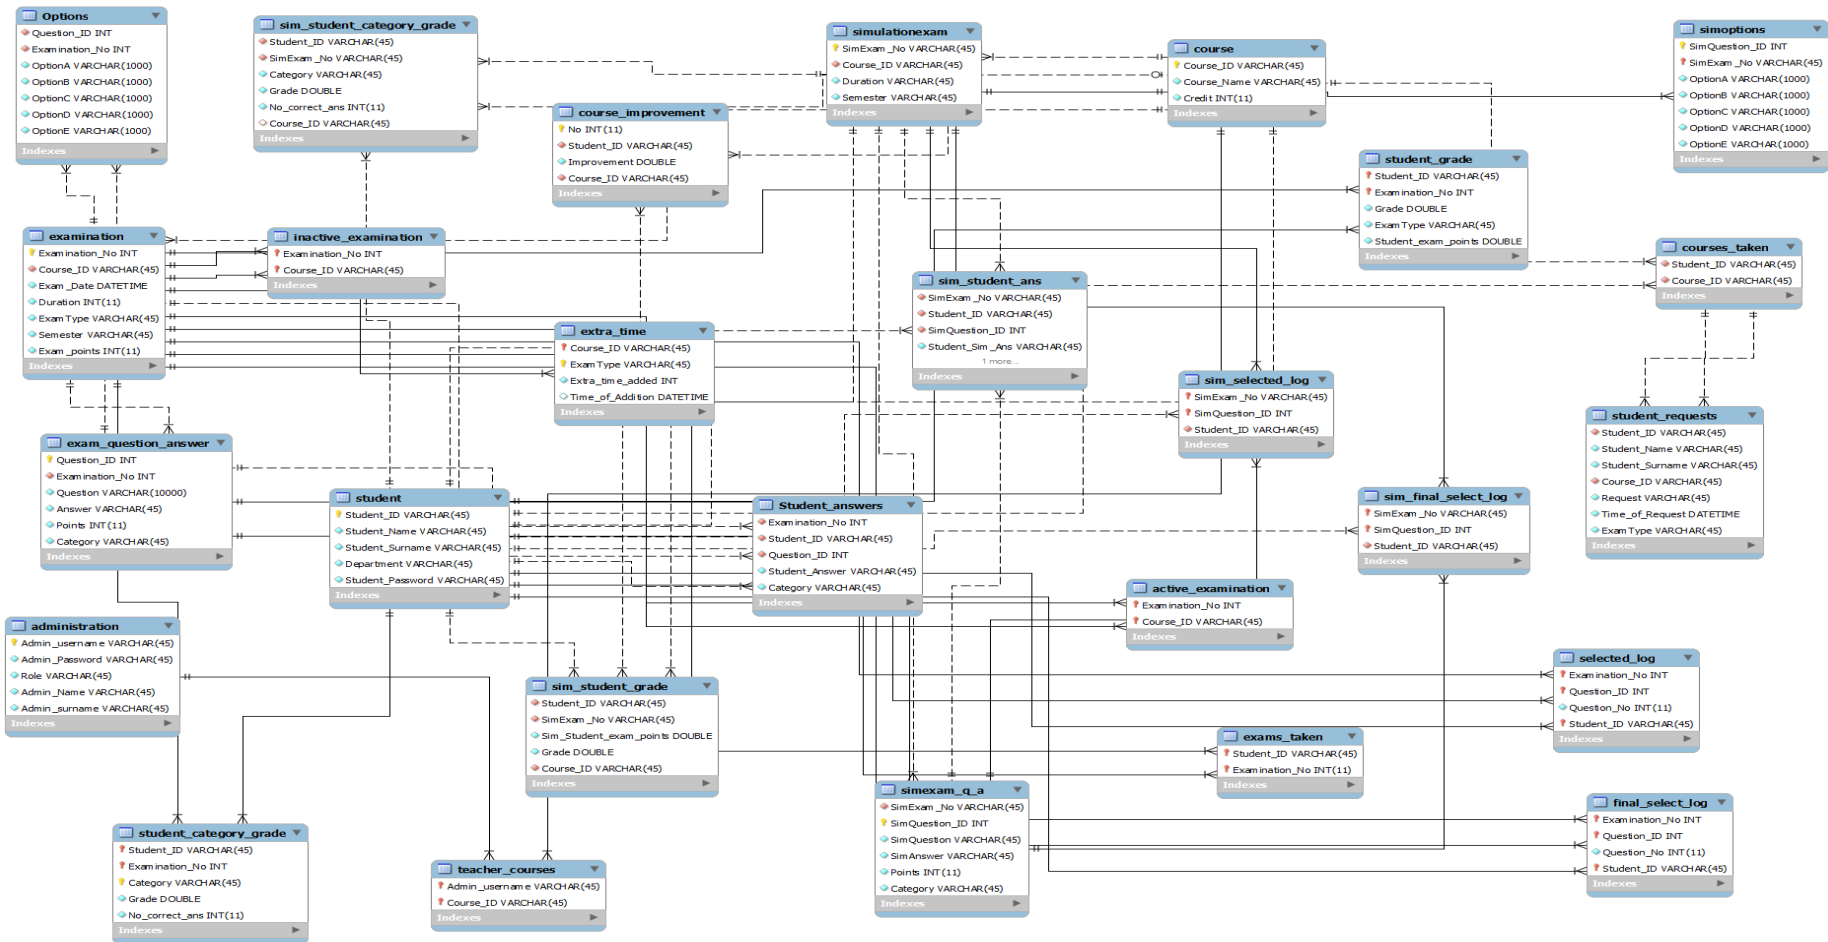 Options
Question_ID INT
Examination_No INT
OptionA VARCHAR(1000)
OptionB VARCHAR(1000)
OptionC VARCHAR(1000)
OptionD VARCHAR(1000)
OptionE VARCHAR(1000)
Indexes
sim_student_category_grade
Student_ID VARCHAR(45)
SimExam_No VARCHAR(45)
Category VARCHAR(45)
Grade DOUBLE
No_correct_ans INT(11)
Course_ID VARCHAR(45)
Indexes
course_improvement
No INT(11)
Student_ID VARCHAR(45)
Improvement DOUBLE
Course_ID VARCHAR(45)
Indexes
simulationexam
SimExam_No VARCHAR(45)
Course_ID VARCHAR(45)
Duration VARCHAR(45)
Semester VARCHAR(45)
Indexes
course
Course_ID VARCHAR(45)
Course_Name VARCHAR(45)
Credit INT(11)
Indexes
simoptions
SimQuestion_ID INT
SimExam_No VARCHAR(45)
OptionA VARCHAR(1000)
OptionB VARCHAR(1000)
OptionC VARCHAR(1000)
OptionD VARCHAR(1000)
OptionE VARCHAR(1000)
Indexes
student_grade
Student_ID VARCHAR(45)
Examination_No INT
Grade DOUBLE
ExamType VARCHAR(45)
Student_exam_points DOUBLE
Indexes
examination
Examination_No INT
Course_ID VARCHAR(45)
Exam_Date DATETIME
Duration INT(11)
ExamType VARCHAR(45)
Semester VARCHAR(45)
Exam_points INT(11)
Indexes
inactive_examination
Examination_No INT
Course_ID VARCHAR(45)
Indexes
courses_taken
Student_ID VARCHAR(45)
Course_ID VARCHAR(45)
Indexes
sim_student_ans
SimExam_No VARCHAR(45)
Student_ID VARCHAR(45)
SimQuestion_ID INT
Student_Sim_Ans VARCHAR(45)
1 more...
Indexes
extra_time
Course_ID VARCHAR(45)
ExamType VARCHAR(45)
Extra_time_added INT
Time_of_Addition DATETIME
Indexes
sim_selected_log
SimExam_No VARCHAR(45)
SimQuestion_ID INT
Student_ID VARCHAR(45)
Indexes
student_requests
Student_ID VARCHAR(45)
Student_Name VARCHAR(45)
Student_Surname VARCHAR(45)
Course_ID VARCHAR(45)
Request VARCHAR(45)
Time_of_Request DATETIME
ExamType VARCHAR(45)
Indexes
exam_question_answer
Question_ID INT
Examination_No INT
Question VARCHAR(10000)
Answer VARCHAR(45)
Points INT(11)
Category VARCHAR(45)
Indexes
student
Student_ID VARCHAR(45)
Student_Name VARCHAR(45)
Student_Surname VARCHAR(45)
Department VARCHAR(45)
Student_Password VARCHAR(45)
Indexes
Student_answers
Examination_No INT
Student_ID VARCHAR(45)
Question_ID INT
Student_Answer VARCHAR(45)
Category VARCHAR(45)
Indexes
sim_final_select_log
SimExam_No VARCHAR(45)
SimQuestion_ID INT
Student_ID VARCHAR(45)
Indexes
active_examination
Examination_No INT
Course_ID VARCHAR(45)
Indexes
administration
Admin_username VARCHAR(45)
Admin_Password VARCHAR(45)
Role VARCHAR(45)
Admin_Name VARCHAR(45)
Admin_surname VARCHAR(45)
Indexes
selected_log
Examination_No INT
Question_ID INT
Question_No INT(11)
Student_ID VARCHAR(45)
Indexes
sim_student_grade
Student_ID VARCHAR(45)
SimExam_No VARCHAR(45)
Sim_Student_exam_points DOUBLE
Grade DOUBLE
Course_ID VARCHAR(45)
Indexes
exams_taken
Student_ID VARCHAR(45)
Examination_No INT(11)
Indexes
simexam_q_a
SimExam_No VARCHAR(45)
SimQuestion_ID INT
SimQuestion VARCHAR(45)
SimAnswer VARCHAR(45)
Points INT(11)
Category VARCHAR(45)
Indexes
final_select_log
Examination_No INT
Question_ID INT
Question_No INT(11)
Student_ID VARCHAR(45)
Indexes
student_category_grade
Student_ID VARCHAR(45)
Examination_No INT
Category VARCHAR(45)
Grade DOUBLE
No_correct_ans INT(11)
Indexes
teacher_courses
Admin_username VARCHAR(45)
Course_ID VARCHAR(45)
Indexes